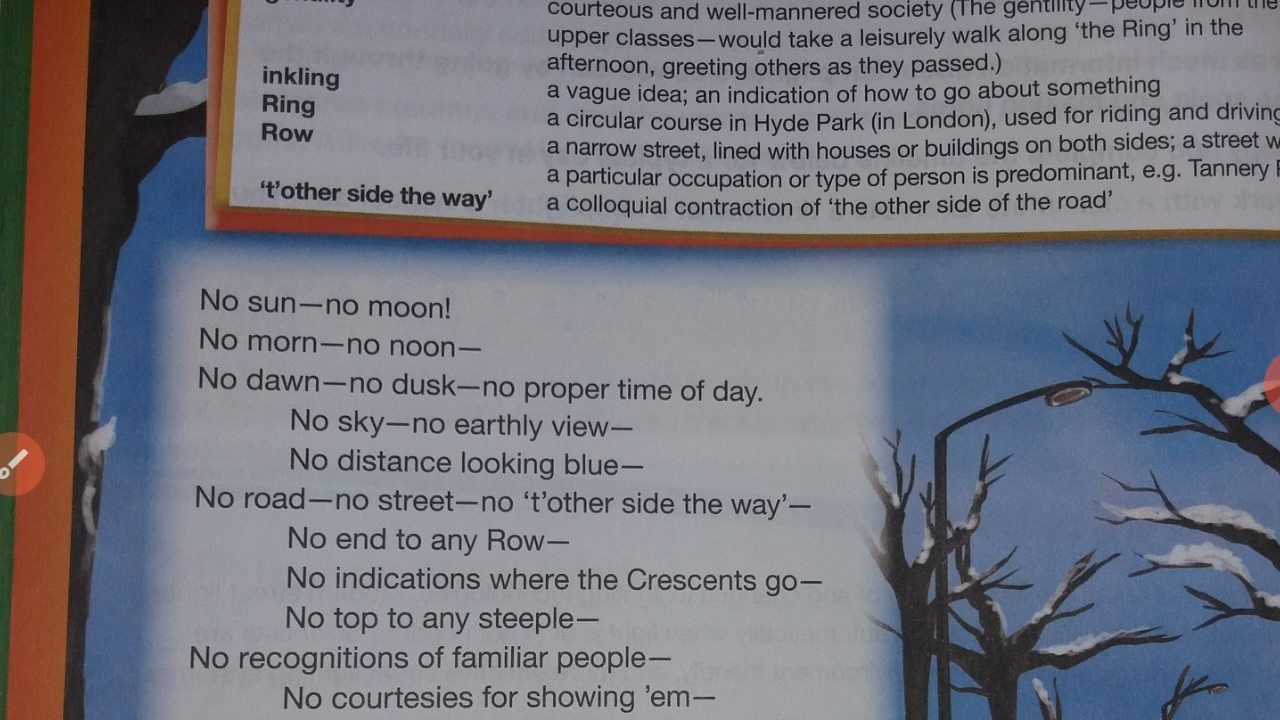 courteous and well-mannered society (The gentility—people from the
upper classes—would take a leisurely walk along ‘the Ring’ in the
afternoon, greeting others as they passed.)
inkling a vague idea; an indication of how to go about something
Ring a circular course in Hyde Park (in London), used for riding and driving
Row a narrow street, lined with houses or buildings on both sides; a street
a particular occupation or type of person is predominant, e.g. Tannery
‘t’other side the way’ a colloquial contraction of ‘the other side of the road’
No sun—no moon!
No morn—no noon—
No dawn—no dusk—no proper time of day.
No sky—no earthly view—
No distance looking blue—
No road—no street—no ‘t’other side the way’—
No end to any Row—
No indications where the Crescents go—
No top to any steeple—
No recognitions of familiar people—
No courtesies for showing ’em—